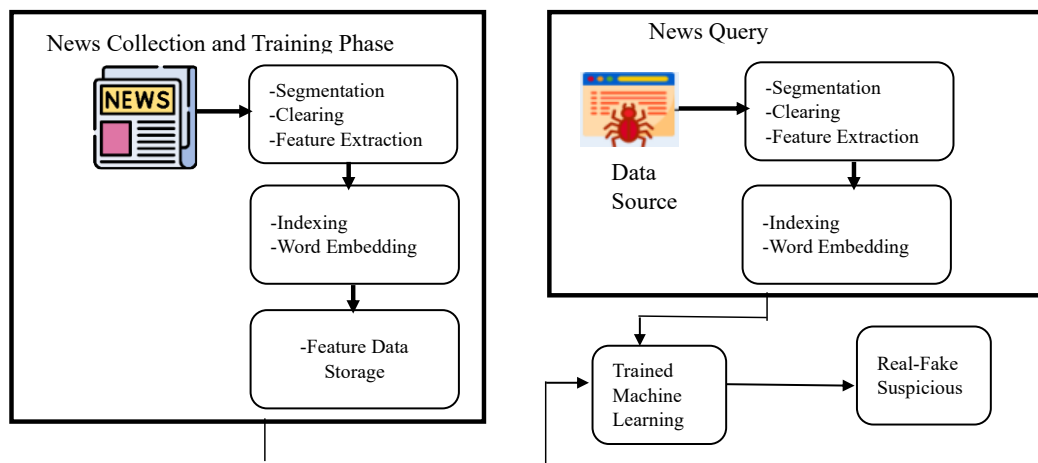 News Collection and Training Phase
NEWS
-Segmentation
-Clearing
-Feature Extraction
-Indexing
-Word Embedding
-Feature Data
Storage
News Query
Data
Source
-Segmentation
-Clearing
-Feature Extraction
-Indexing
-Word Embedding
Trained
Machine
Learning
Real-Fake
Suspicious